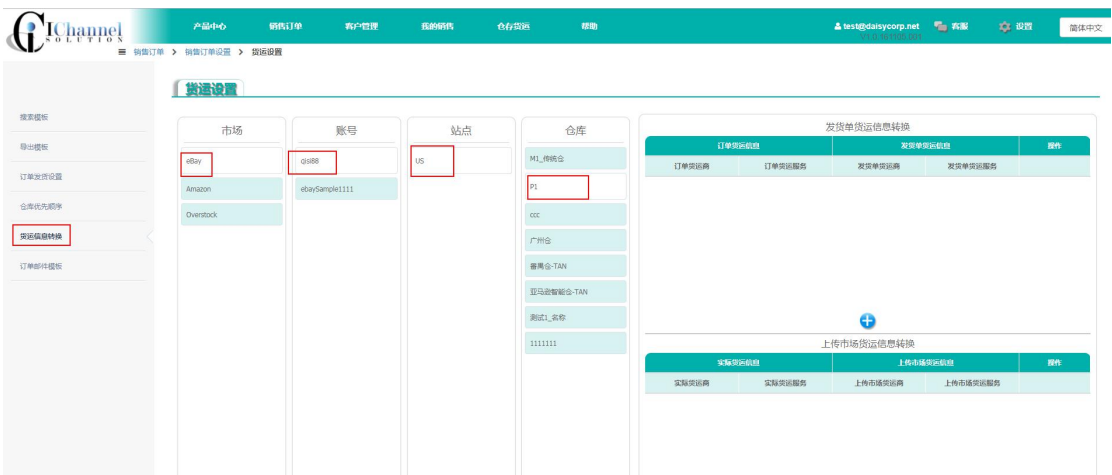 IChannel
SOLUTION
产品中心 销售订单 客户管理 我的销售 仓存货运 帮助 test@daisycorp.net 客服 设置 简体中文
销售订单 > 销售订单设置 > 货运设置
货运设置
搜索模板
导出模板
订单发货设置
仓库优先顺序
货运信息转换
订单邮件模板
市场
eBay
Amazon
Overstock
账号
qisi88
ebaySample1111
站点
US
仓库
M1_传统仓
P1
ccc
广州仓
番禺仓-TAN
亚马逊智能仓-TAN
测试1_名称
1111111
发货单货运信息转换
订单货运信息 发货单货运信息 操作
订单货运商 订单货运服务 发货单货运商 发货单货运服务
上传市场货运信息转换
实际货运信息 上传市场货运信息 操作
实际货运商 实际货运服务 上传市场货运商 上传市场货运服务